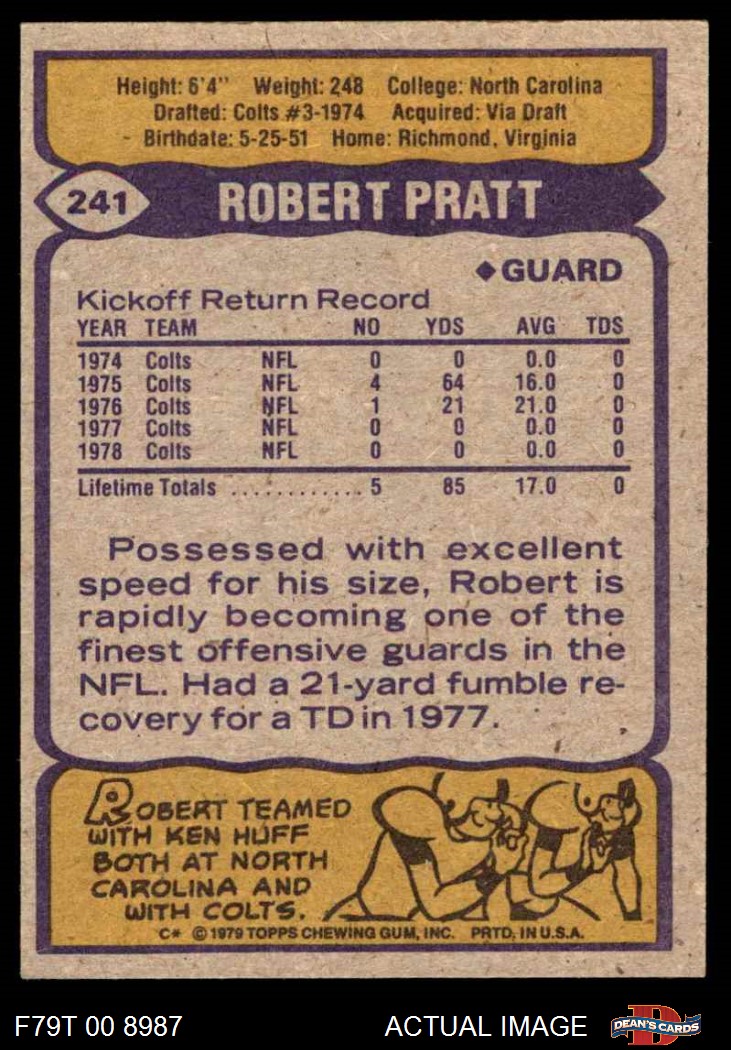 Height: 6'4" Weight: 248 College: North Carolina
Drafted: Colts #3-1974 Acquired: Via Draft
Birthdate: 5-25-51 Home: Richmond, Virginia
241 ROBERT PRATT
◆GUARD
Kickoff Return Record
YEAR TEAM NO YDS AVG TDS
1974 Colts NFL 0 0 0.0 0
1975 Colts NFL 4 64 16.0 0
1976 Colts NFL 1 21 21.0 0
1977 Colts NFL 0 0 0.0 0
1978 Colts NFL 0 0 0.0 0
Lifetime Totals ............ 5 85 17.0 0
Possessed with excellent
speed for his size, Robert is
rapidly becoming one of the
finest offensive guards in the
NFL. Had a 21-yard fumble re-
covery for a TD in 1977.
ROBERT TEAMED
WITH KEN HUFF
BOTH AT NORTH
CAROLINA AND
WITH COLTS.
C* © 1979 TOPPS CHEWING GUM, INC. PRTD. IN U.S.A.
F79T 00 8987 ACTUAL IMAGE D DEAN'S CARDS